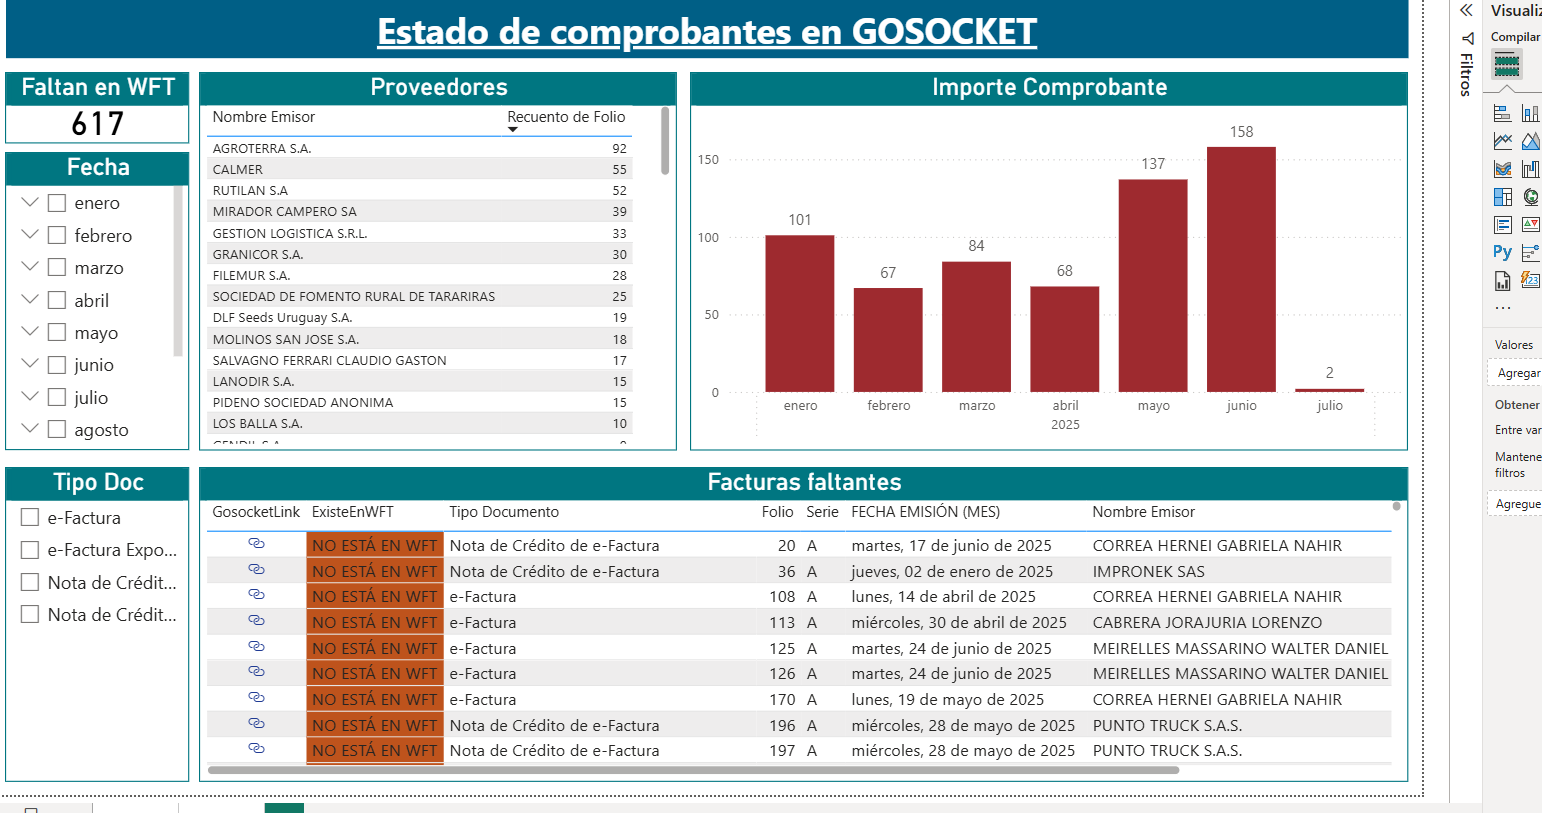 Estado de comprobantes en GOSOCKET
Faltan en WFT
617
Fecha
enero
febrero
marzo
abril
mayo
junio
julio
agosto
Proveedores
Nombre Emisor Recuento de Folio
AGROTERRA S.A. 92
CALMER 55
RUTILAN S.A 52
MIRADOR CAMPERO SA 39
GESTION LOGISTICA S.R.L. 33
GRANICOR S.A. 30
FILEMUR S.A. 28
SOCIEDAD DE FOMENTO RURAL DE TARARIRAS 25
DLF Seeds Uruguay S.A. 19
MOLINOS SAN JOSE S.A. 18
SALVAGNO FERRARI CLAUDIO GASTON 17
LANODIR S.A. 15
PIDENO SOCIEDAD ANONIMA 15
LOS BALLA S.A. 10
Importe Comprobante
150
100
50
0
101
67
84
68
137
158
2
enero febrero marzo abril mayo junio julio
2025
Tipo Doc
e-Factura
e-Factura Expo...
Nota de Crédit...
Nota de Crédit...
Facturas faltantes
GosocketLink ExisteEnWFT Tipo Documento Folio Serie FECHA EMISIÓN (MES) Nombre Emisor
NO ESTÁ EN WFT Nota de Crédito de e-Factura 20 A martes, 17 de junio de 2025 CORREA HERNEI GABRIELA NAHIR
NO ESTÁ EN WFT Nota de Crédito de e-Factura 36 A jueves, 02 de enero de 2025 IMPRONEK SAS
NO ESTÁ EN WFT e-Factura 108 A lunes, 14 de abril de 2025 CORREA HERNEI GABRIELA NAHIR
NO ESTÁ EN WFT e-Factura 113 A miércoles, 30 de abril de 2025 CABRERA JORAJURIA LORENZO
NO ESTÁ EN WFT e-Factura 125 A martes, 24 de junio de 2025 MEIRELLES MASSARINO WALTER DANIEL
NO ESTÁ EN WFT e-Factura 126 A martes, 24 de junio de 2025 MEIRELLES MASSARINO WALTER DANIEL
NO ESTÁ EN WFT e-Factura 170 A lunes, 19 de mayo de 2025 CORREA HERNEI GABRIELA NAHIR
NO ESTÁ EN WFT Nota de Crédito de e-Factura 196 A miércoles, 28 de mayo de 2025 PUNTO TRUCK S.A.S.
NO ESTÁ EN WFT Nota de Crédito de e-Factura 197 A miércoles, 28 de mayo de 2025 PUNTO TRUCK S.A.S.
Filtros
Visualiz
Compilar
Py
123
...
Valores
Agregar
Obtener
Entre var
Mantene
filtros
Agregue